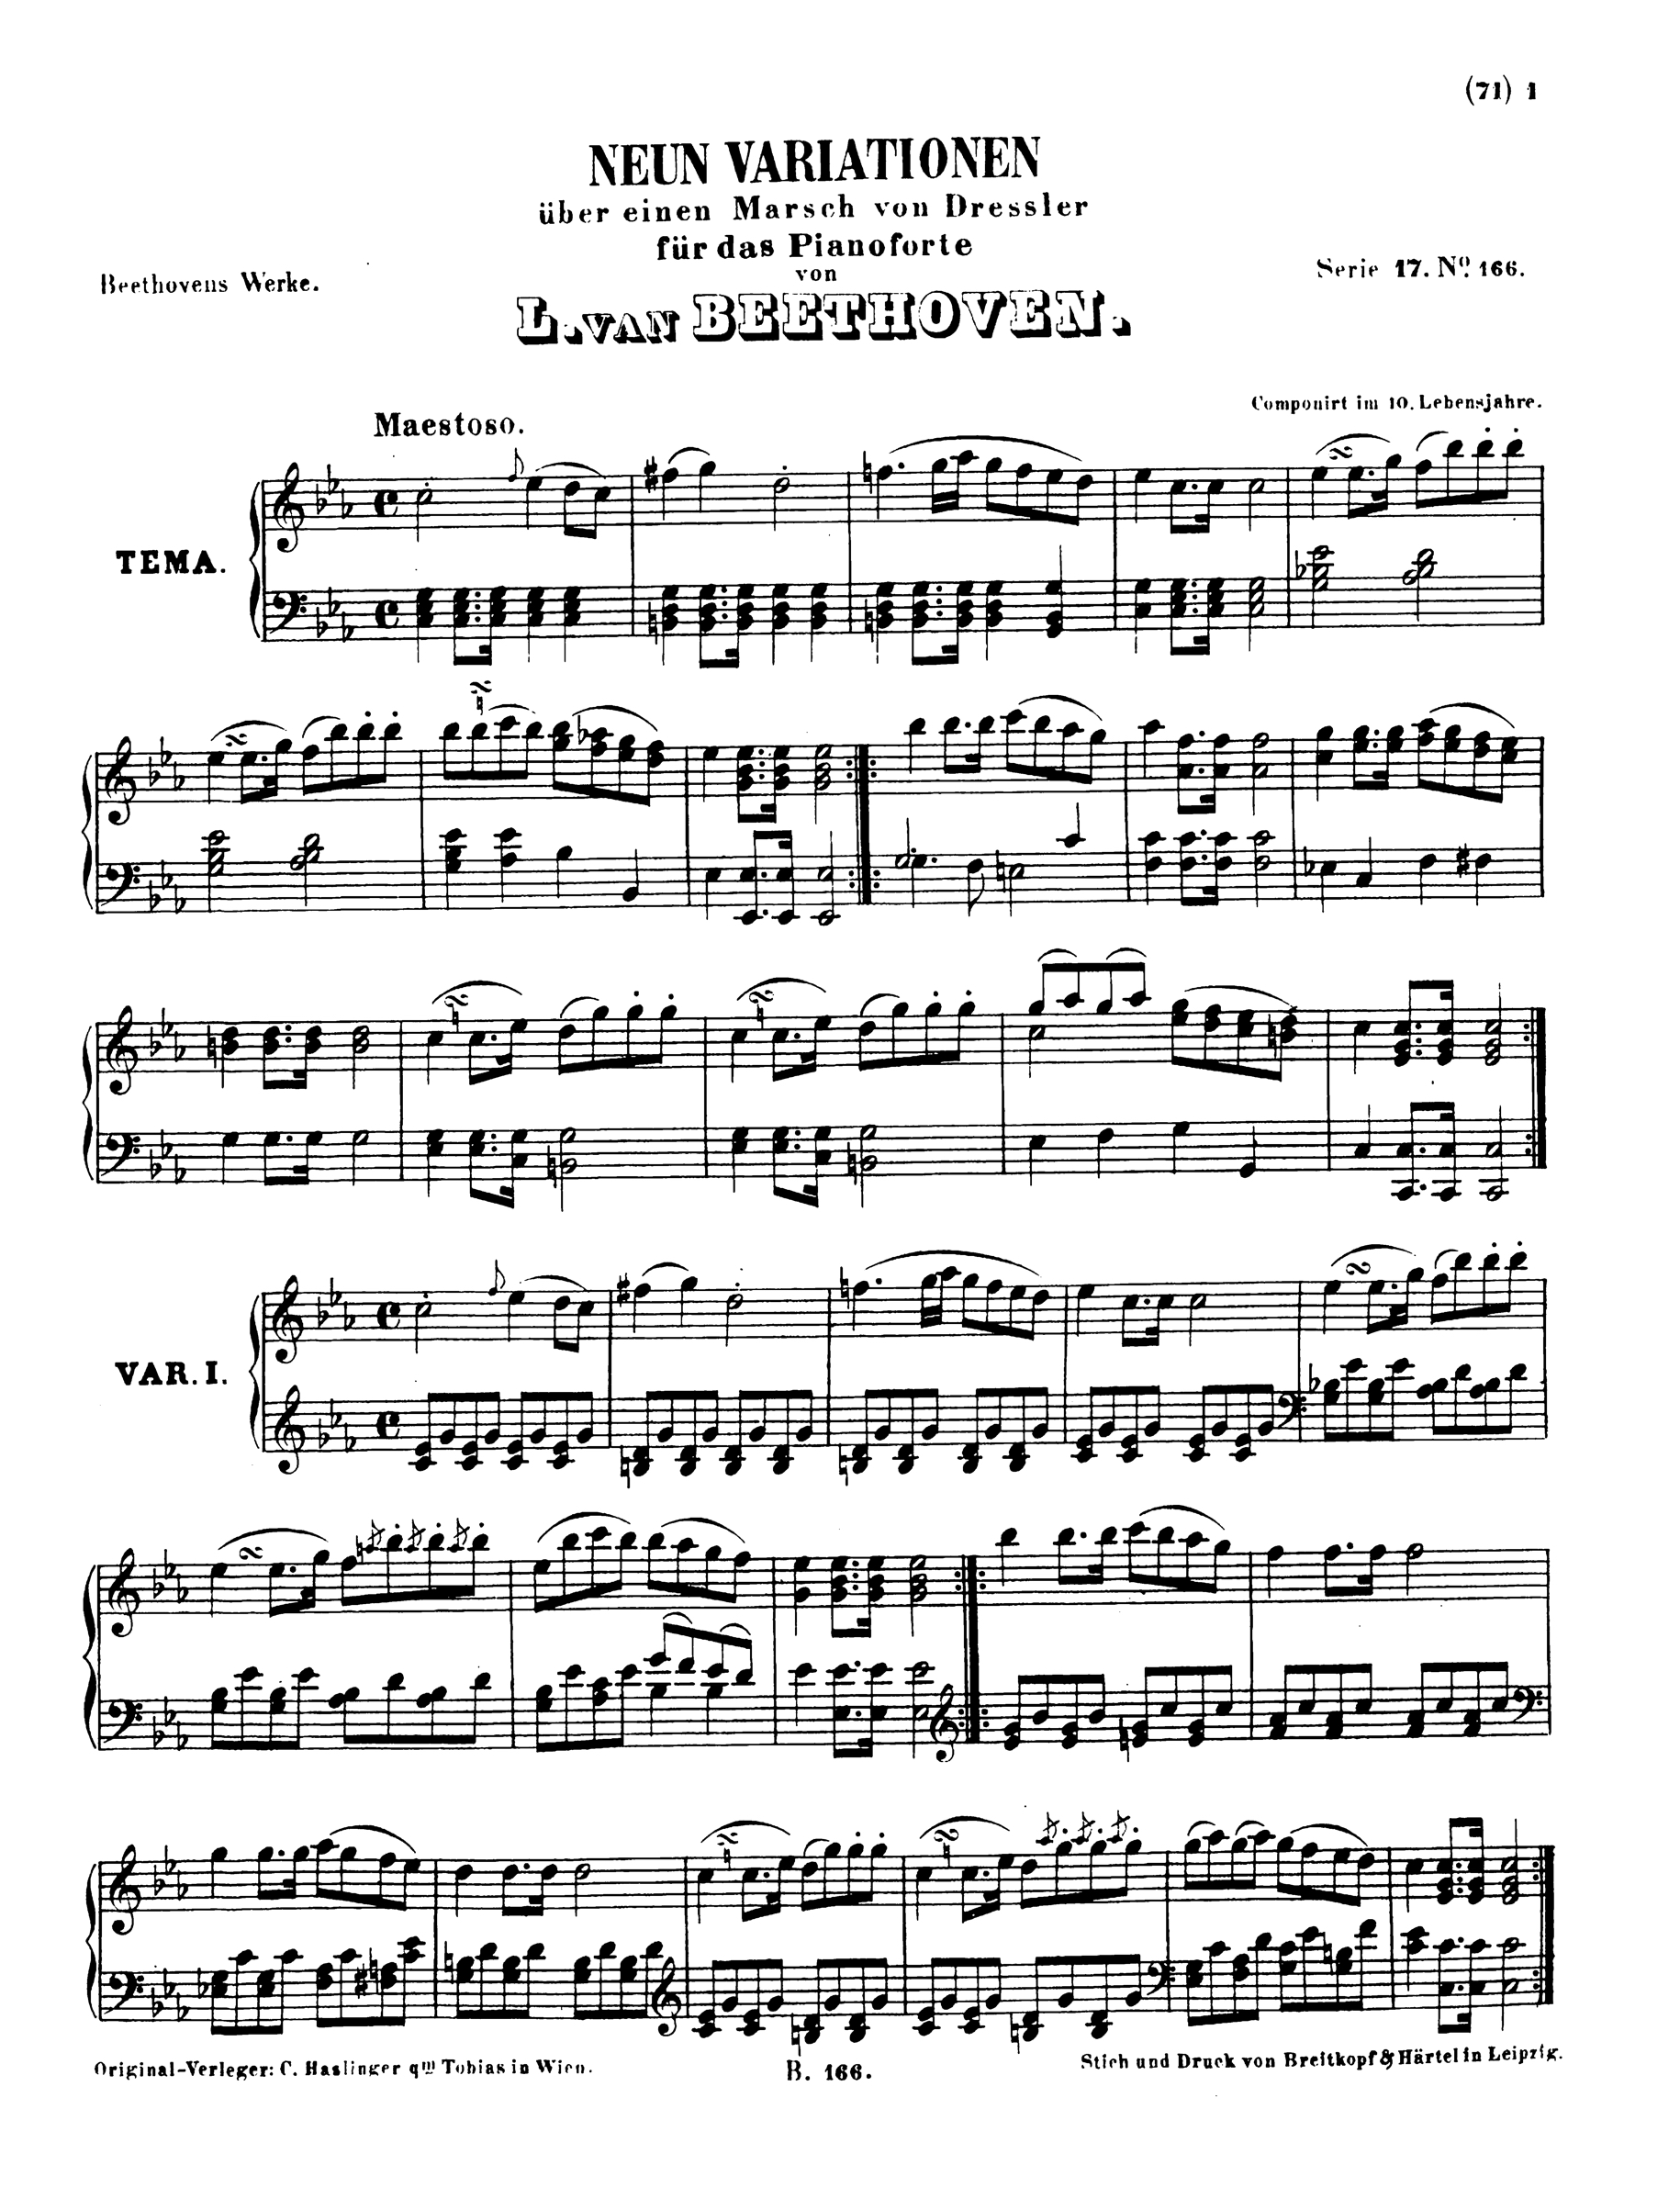 (71) 1
NEUN VARIATIONEN
über einen Marsch von Dressler
für das Pianoforte
von
Beethovens Werke.
Serie 17. No. 166.
L. VAN BEETHOVEN.
Componirt im 10. Lebensjahre.
Maestoso.
TEMA.
VAR. I.
Original-Verleger: C. Haslinger qm Tobias in Wien.
B. 166.
Stich und Druck von Breitkopf & Härtel in Leipzig.